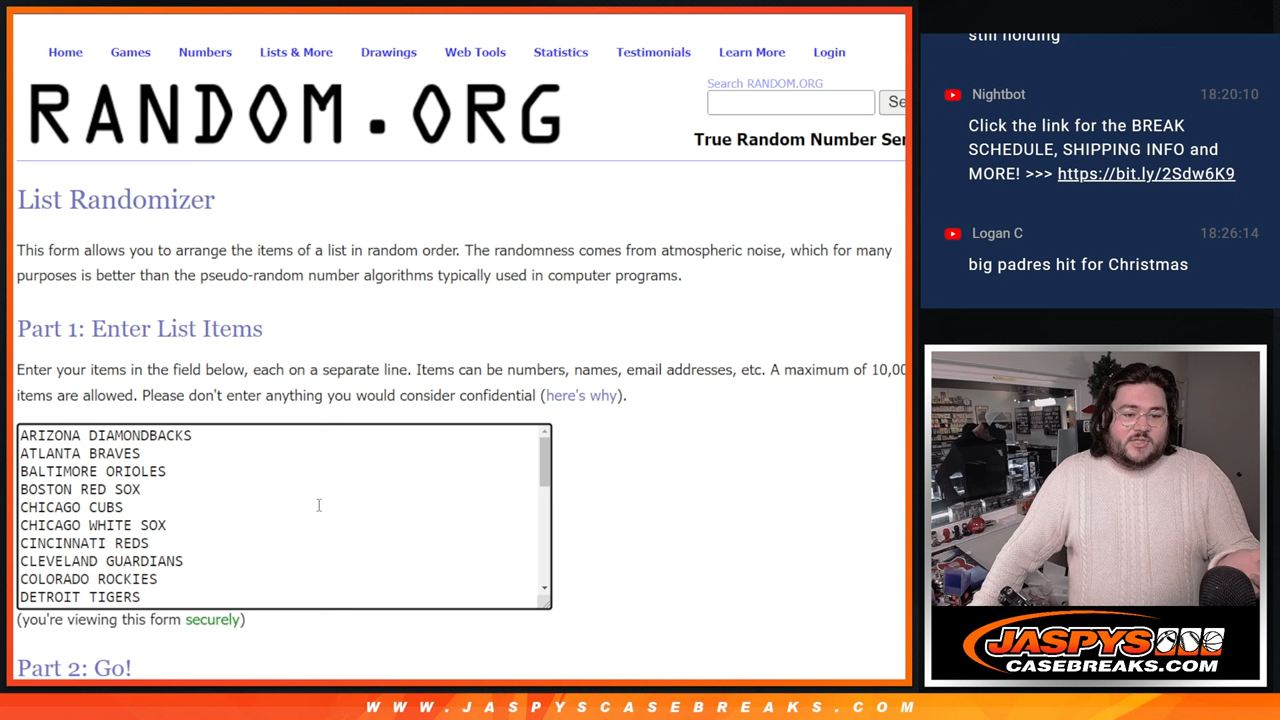 Home Games Numbers Lists & More Drawings Web Tools Statistics Testimonials Learn More Login
RANDOM.ORG
Search RANDOM.ORG
Se
True Random Number Ser
List Randomizer
This form allows you to arrange the items of a list in random order. The randomness comes from atmospheric noise, which for many
purposes is better than the pseudo-random number algorithms typically used in computer programs.
Part 1: Enter List Items
Enter your items in the field below, each on a separate line. Items can be numbers, names, email addresses, etc. A maximum of 10,00
items are allowed. Please don't enter anything you would consider confidential (here's why).
ARIZONA DIAMONDBACKS
ATLANTA BRAVES
BALTIMORE ORIOLES
BOSTON RED SOX
CHICAGO CUBS
CHICAGO WHITE SOX
CINCINNATI REDS
CLEVELAND GUARDIANS
COLORADO ROCKIES
DETROIT TIGERS
(you're viewing this form securely)
Part 2: Go!
still holding
Nightbot 18:20:10
Click the link for the BREAK
SCHEDULE, SHIPPING INFO and
MORE! >>> https://bit.ly/2Sdw6K9
Logan C 18:26:14
big padres hit for Christmas
JASPYS
CASEBREAKS.COM
WWW.JASPYSCASEBREAKS.COM